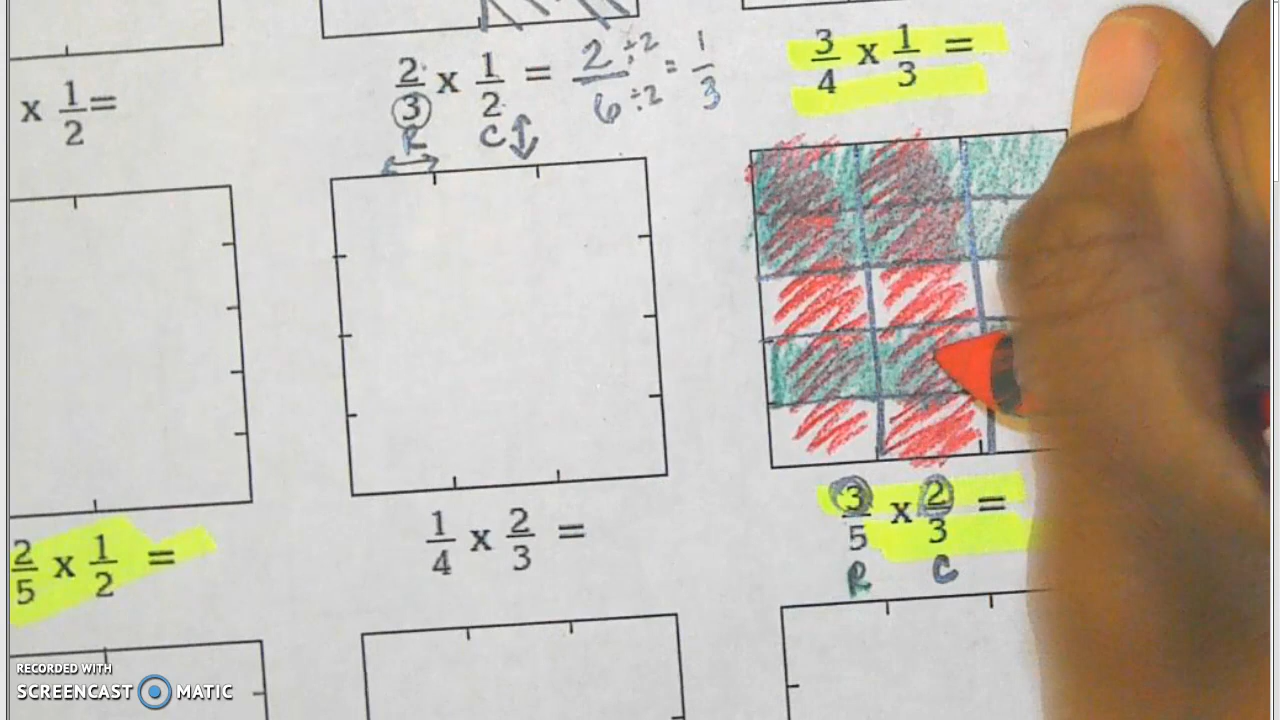 2/3 x 1/2 = 2÷2/6÷2 = 1/3
R C
3/4 x 1/3 =
x 1/2 =
2/5 x 1/2 =
1/4 x 2/3 =
3/5 x 2/3 =
R C
RECORDED WITH
SCREENCAST MATIC